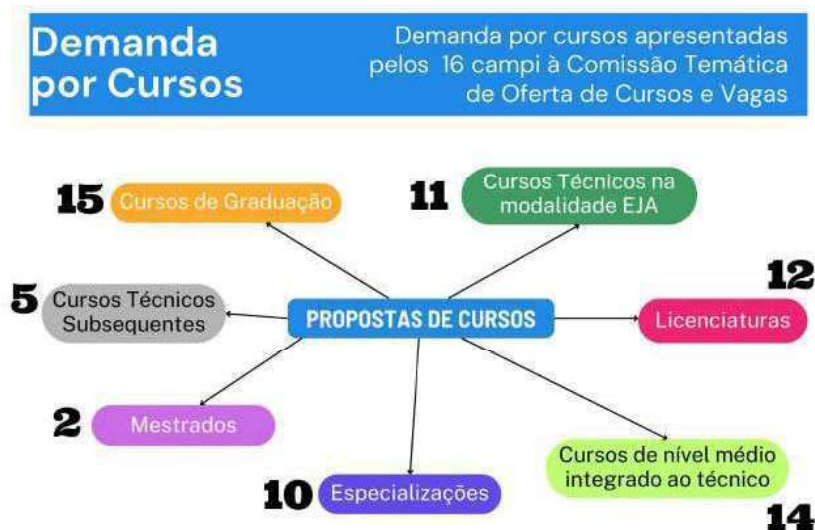 Demanda
por Cursos
Demanda por cursos apresentadas
pelos 16 campi à Comissão Temática
de Oferta de Cursos e Vagas
15 Cursos de Graduação
11 Cursos Técnicos na
modalidade EJA
5 Cursos Técnicos
Subsequentes
PROPOSTAS DE CURSOS
12
Licenciaturas
2 Mestrados
10 Especializações
Cursos de nível médio
integrado ao técnico
14